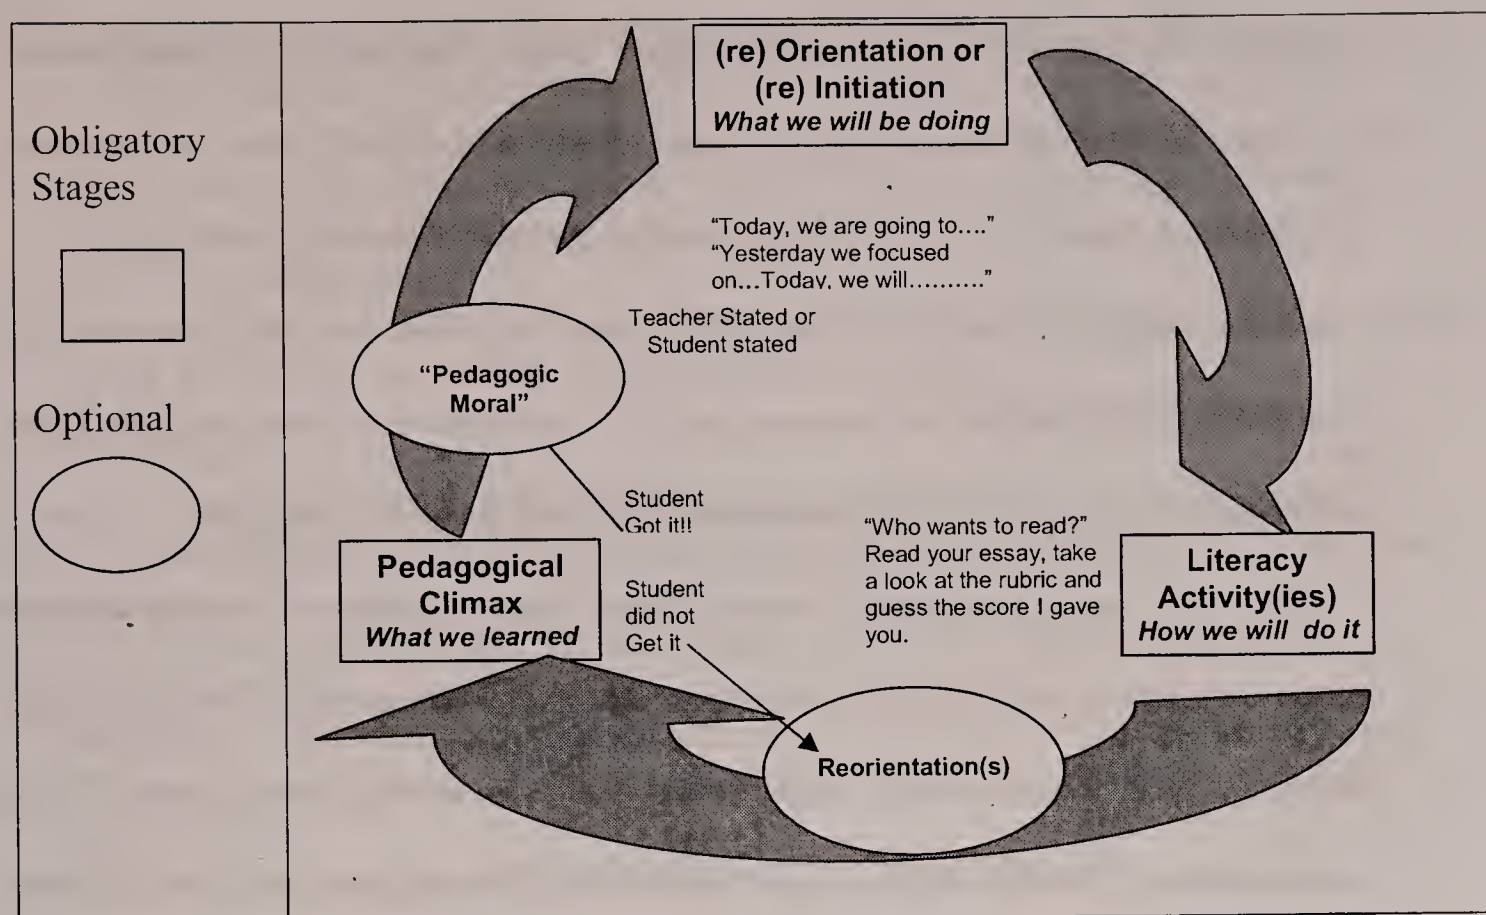 Obligatory
Stages
Optional
(re) Orientation or
(re) Initiation
What we will be doing
“Today, we are going to....”
“Yesterday we focused
on...Today, we will..........”
Teacher Stated or
Student stated
“Pedagogic
Moral”
Student
Got it!!
Pedagogical
Climax
What we learned
Student
did not
Get it
“Who wants to read?”
Read your essay, take
a look at the rubric and
guess the score I gave
you.
Literacy
Activity(ies)
How we will do it
Reorientation(s)